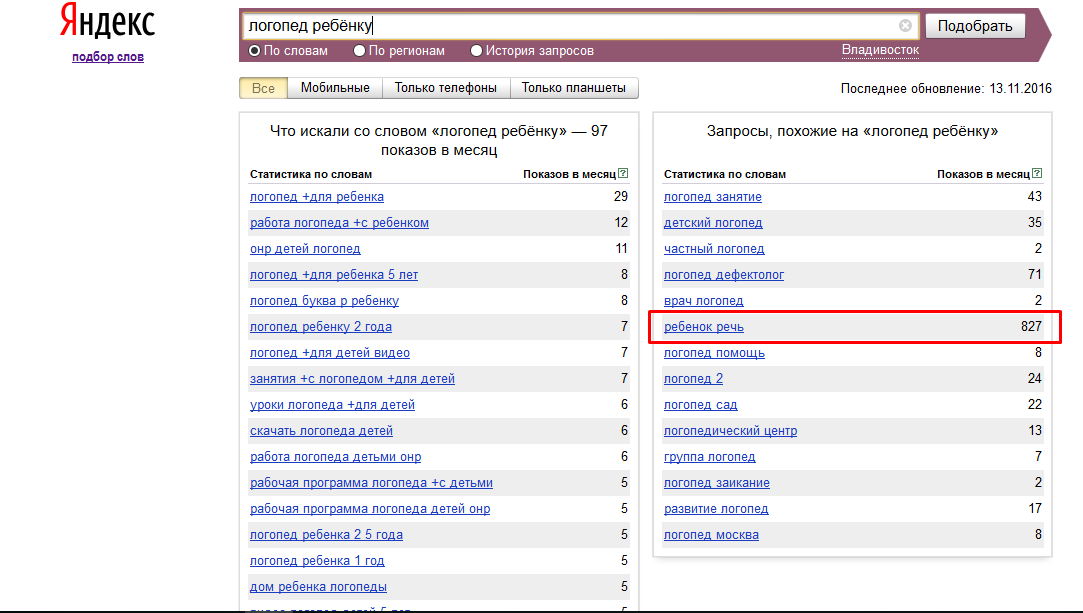 Яндекс
подбор слов
логопед ребёнку
Подобрать
По словам По регионам История запросов Владивосток
Все Мобильные Только телефоны Только планшеты
Последнее обновление: 13.11.2016
Что искали со словом «логопед ребёнку» — 97
показов в месяц
Статистика по словам Показов в месяц ?
логопед +для ребенка 29
работа логопеда +с ребенком 12
онр детей логопед 11
логопед +для ребенка 5 лет 8
логопед буква р ребенку 8
логопед ребенку 2 года 7
логопед +для детей видео 7
занятия +с логопедом +для детей 7
уроки логопеда +для детей 6
скачать логопеда детей 6
работа логопеда детьми онр 6
рабочая программа логопеда +с детьми 5
рабочая программа логопеда детей онр 5
логопед ребенка 2 5 года 5
логопед ребенка 1 год 5
дом ребенка логопеды 5
Запросы, похожие на «логопед ребёнку»
Статистика по словам Показов в месяц ?
логопед занятие 43
детский логопед 35
частный логопед 2
логопед дефектолог 71
врач логопед 2
ребенок речь 827
логопед помощь 8
логопед 2 24
логопед сад 22
логопедический центр 13
группа логопед 7
логопед заикание 2
развитие логопед 17
логопед москва 8